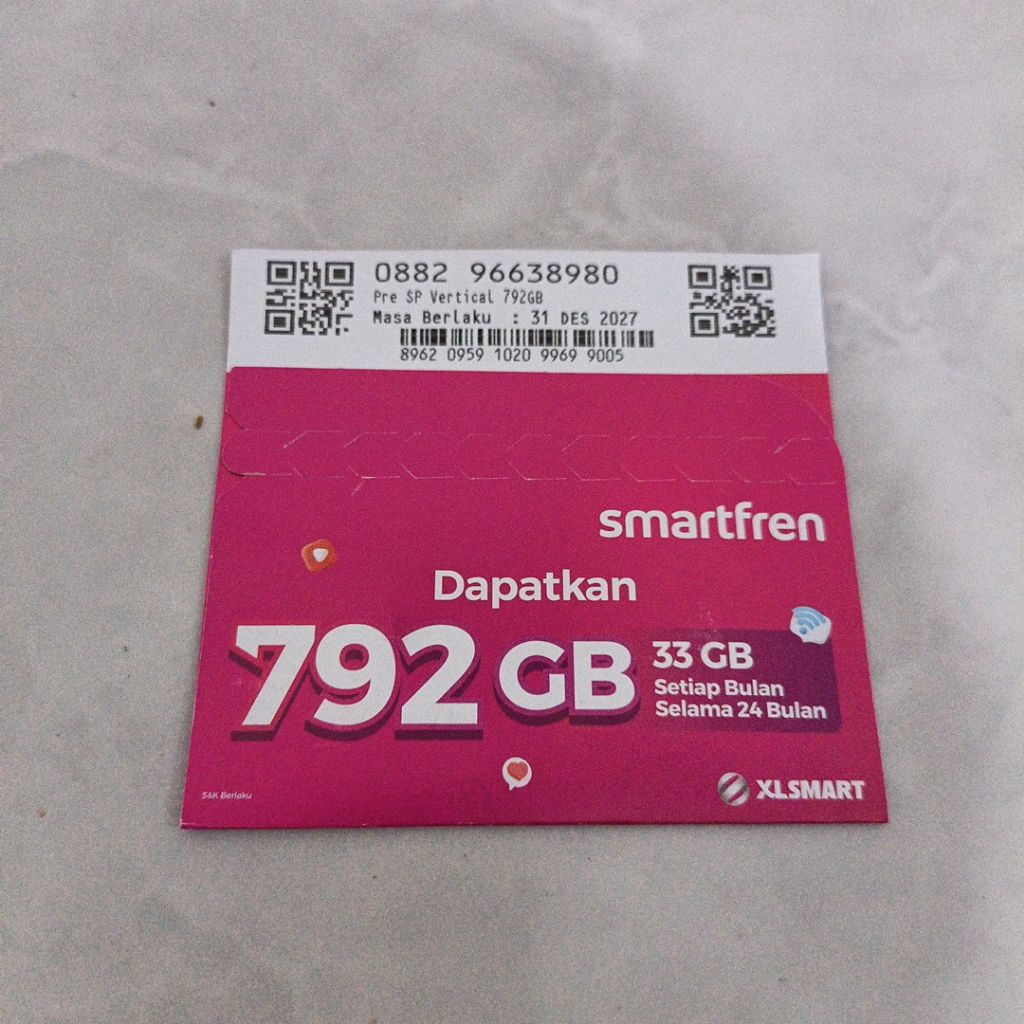 0882 96638980
Pre SP Vertical 792GB
Masa Berlaku : 31 DES 2027
8962 0959 1020 9969 9005
smartfren
Dapatkan
792 GB
33 GB
Setiap Bulan
Selama 24 Bulan
S&K Berlaku
XLSMART